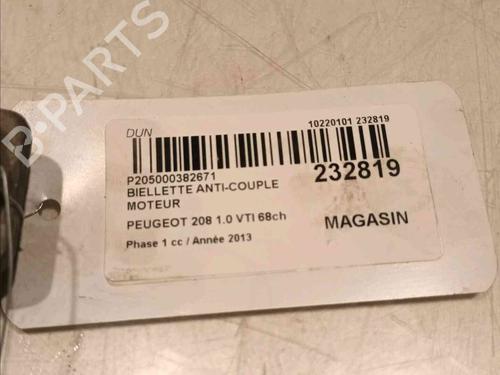 B-PARTS
DUN
10220101 232819
P205000382671
BIELLETTE ANTI-COUPLE
MOTEUR
232819
PEUGEOT 208 1.0 VTI 68ch
MAGASIN
Phase 1 cc / Année 2013